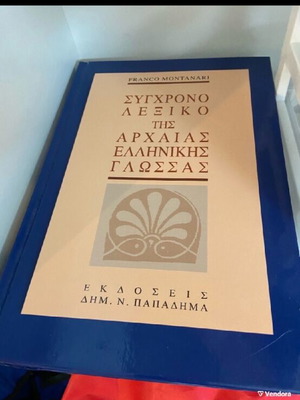 FRANCO MONTANARI
ΣΥΓΧΡΟΝΟ
ΛΕΞΙΚΟ
ΤΗΣ
ΑΡΧΑΙΑΣ
ΕΛΛΗΝΙΚΗΣ
ΓΛΩΣΣΑΣ
ΕΚΔΟΣΕΙΣ
ΔΗΜ. Ν. ΠΑΠΑΔΗΜΑ
Vendora